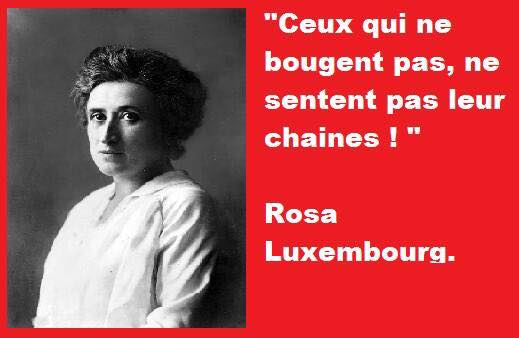 "Ceux qui ne
bougent pas, ne
sentent pas leur
chaines ! "
Rosa
Luxembourg.